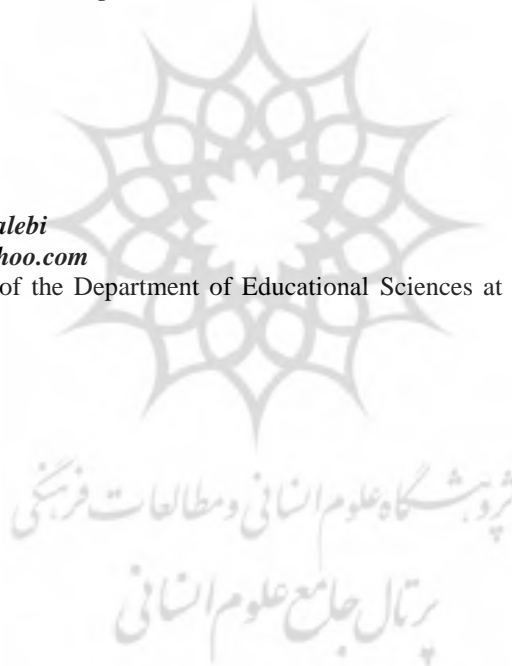 alebi
hoo.com
of the Department of Educational Sciences at
پژوهشگاه علوم انسانی و مطالعات فرهنگی
پرتال جامع علوم انسانی